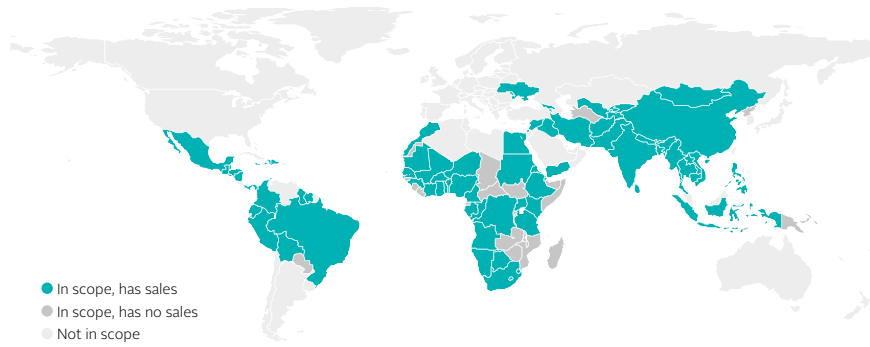 In scope, has sales
In scope, has no sales
Not in scope